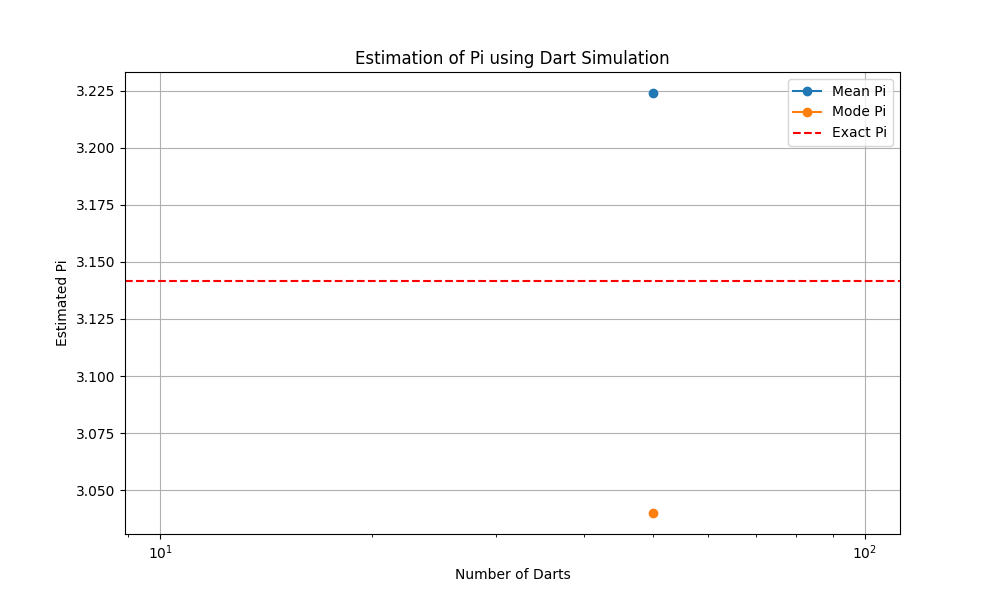 Estimation of Pi using Dart Simulation
Mean Pi
Mode Pi
Exact Pi
3.225
3.200
3.175
3.150
3.125
3.100
3.075
3.050
Estimated Pi
10¹
10²
Number of Darts